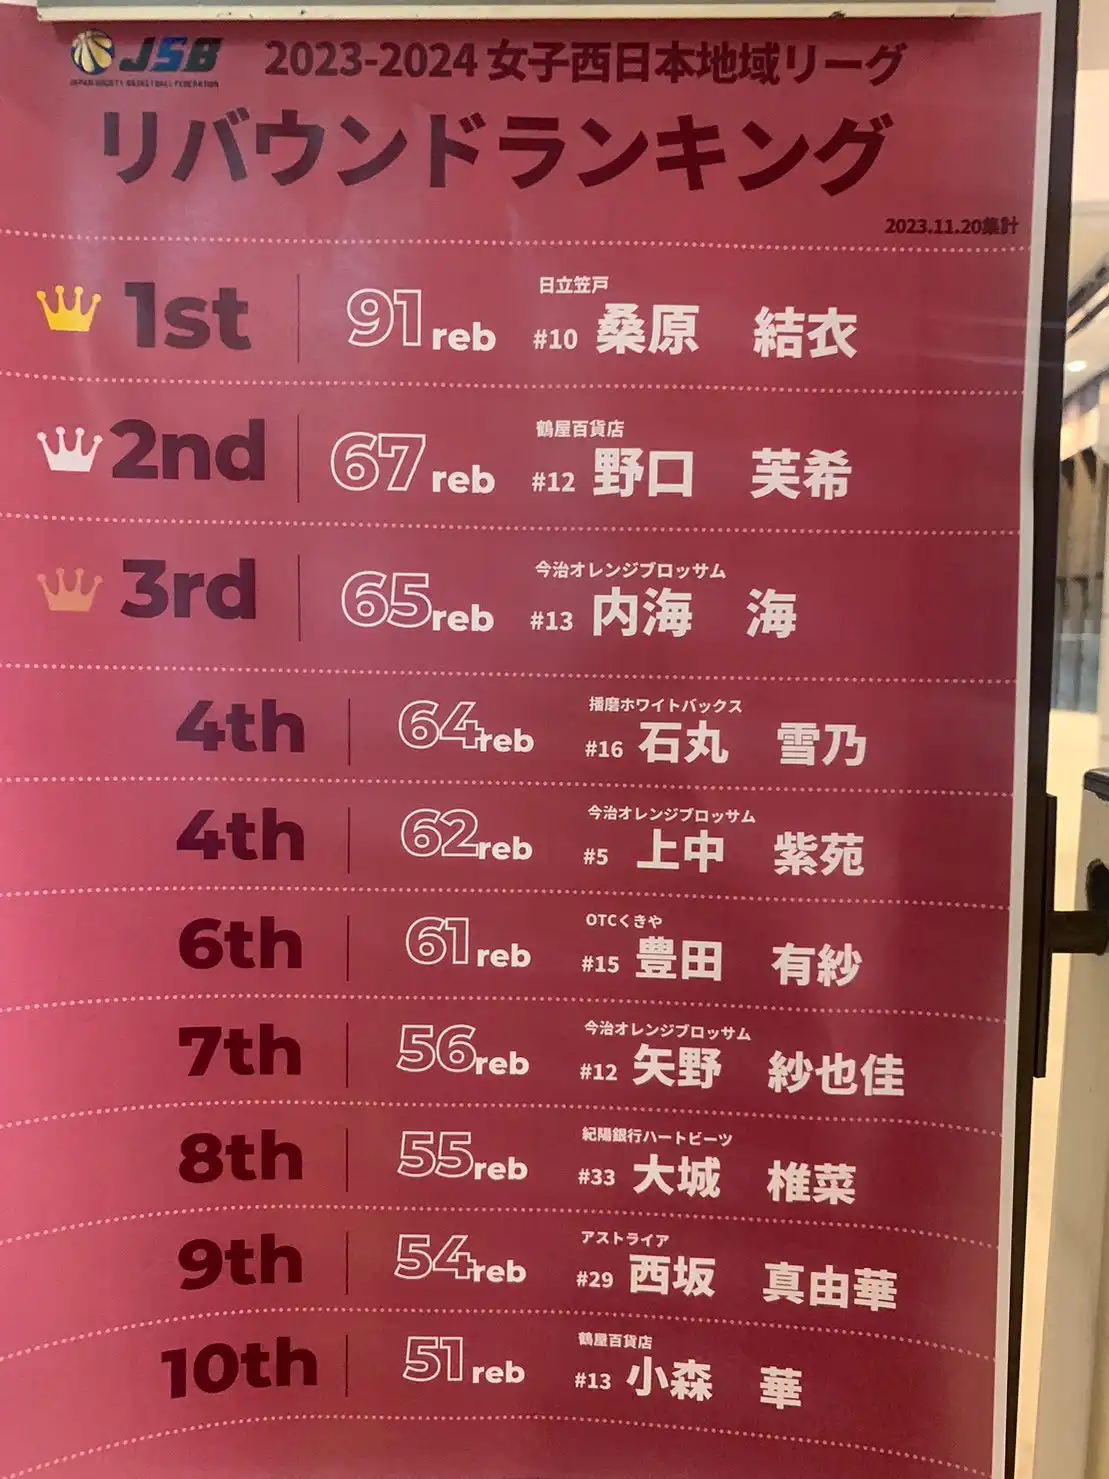 JSB
JAPAN SOCIETY BASKETBALL FEDERATION
2023-2024 女子西日本地域リーグ
リバウンドランキング
2023.11.20集計
日立笠戸
1st 91reb #10 桑原 結衣
鶴屋百貨店
2nd 67reb #12 野口 芙希
今治オレンジブロッサム
3rd 65reb #13 内海 海
播磨ホワイトバックス
4th 64reb #16 石丸 雪乃
今治オレンジブロッサム
4th 62reb #5 上中 紫苑
OTCくきや
6th 61reb #15 豊田 有紗
今治オレンジブロッサム
7th 56reb #12 矢野 紗也佳
紀陽銀行ハートビーツ
8th 55reb #33 大城 椎菜
アストライア
9th 54reb #29 西坂 真由華
鶴屋百貨店
10th 51reb #13 小森 華